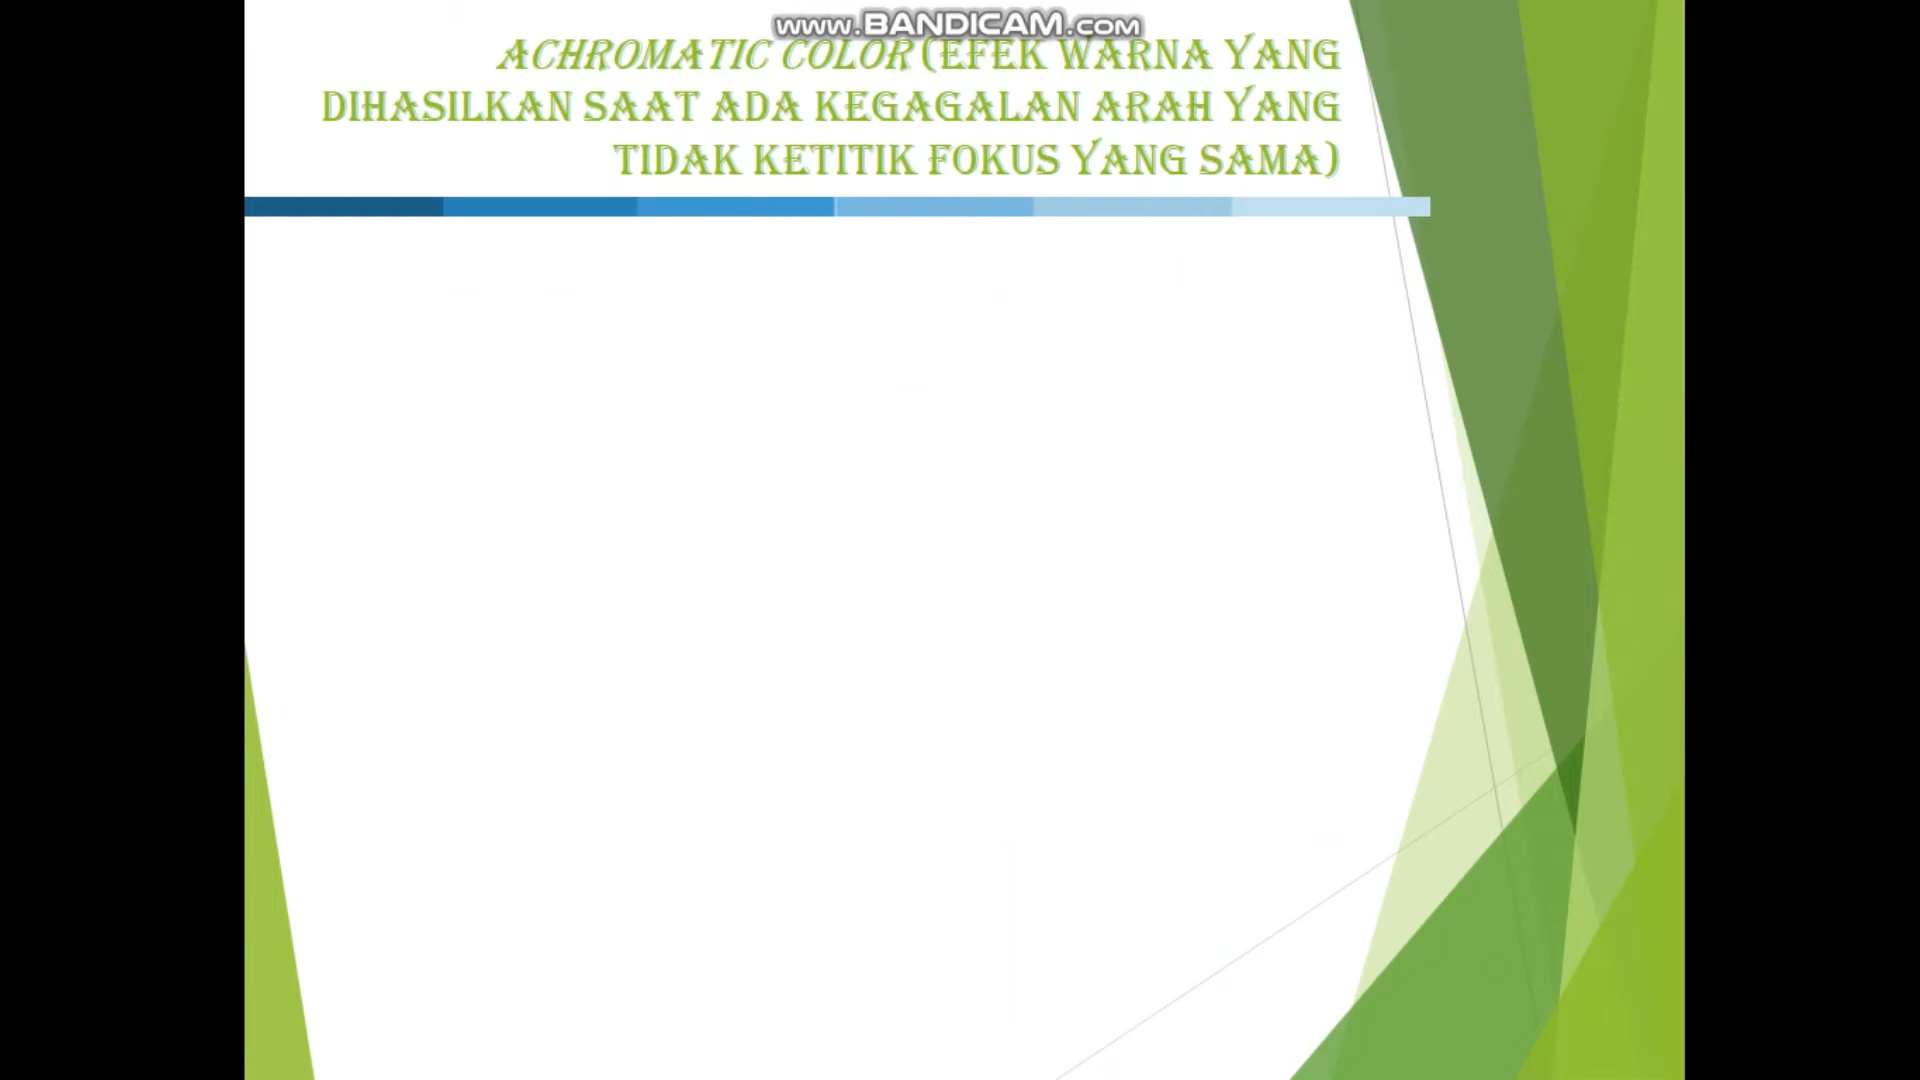 www.BANDICAM.com
ACHROMATIC COLOR (EFEK WARNA YANG
DIHASILKAN SAAT ADA KEGAGALAN ARAH YANG
TIDAK KETITIK FOKUS YANG SAMA)